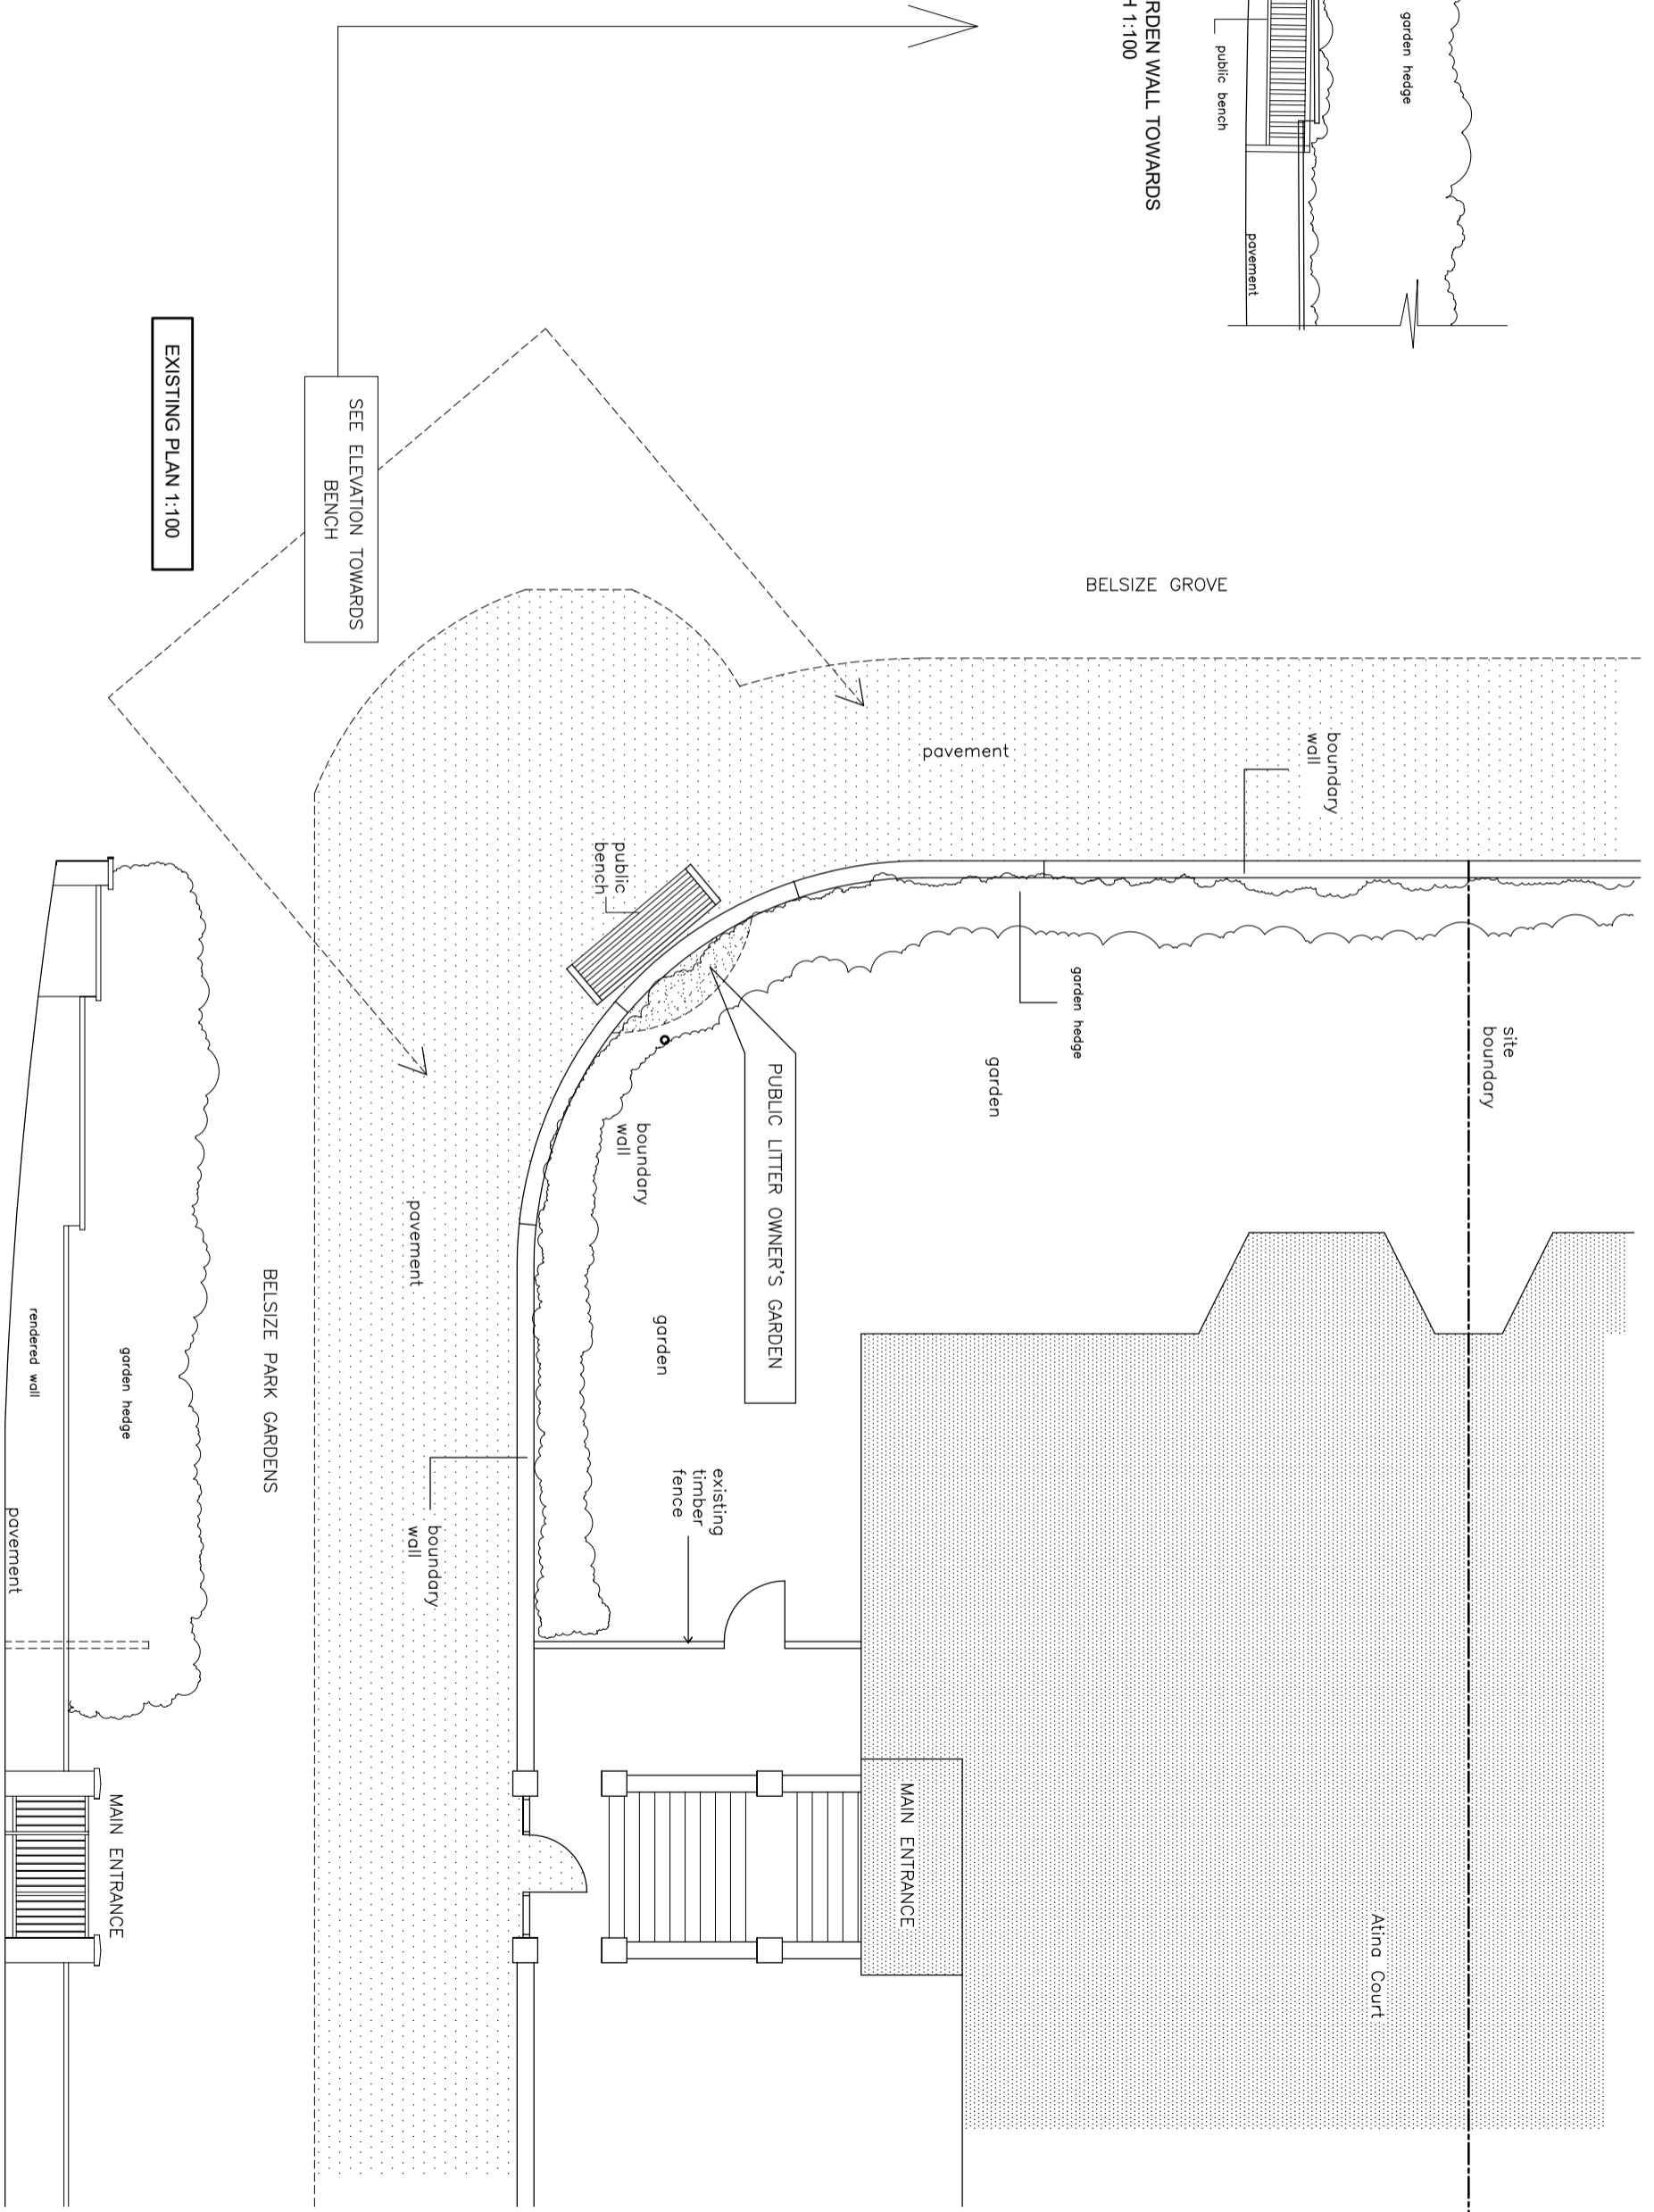 garden hedge
public bench
pavement
RDEN WALL TOWARDS
H 1:100
BELSIZE GROVE
SEE ELEVATION TOWARDS
BENCH
EXISTING PLAN 1:100
pavement
boundary
wall
public
bench
garden hedge
site
boundary
garden
PUBLIC LITTER OWNER'S GARDEN
boundary
wall
garden
pavement
existing
timber
fence
boundary
wall
BELSIZE PARK GARDENS
garden hedge
rendered wall
pavement
MAIN ENTRANCE
MAIN ENTRANCE
Atina Court